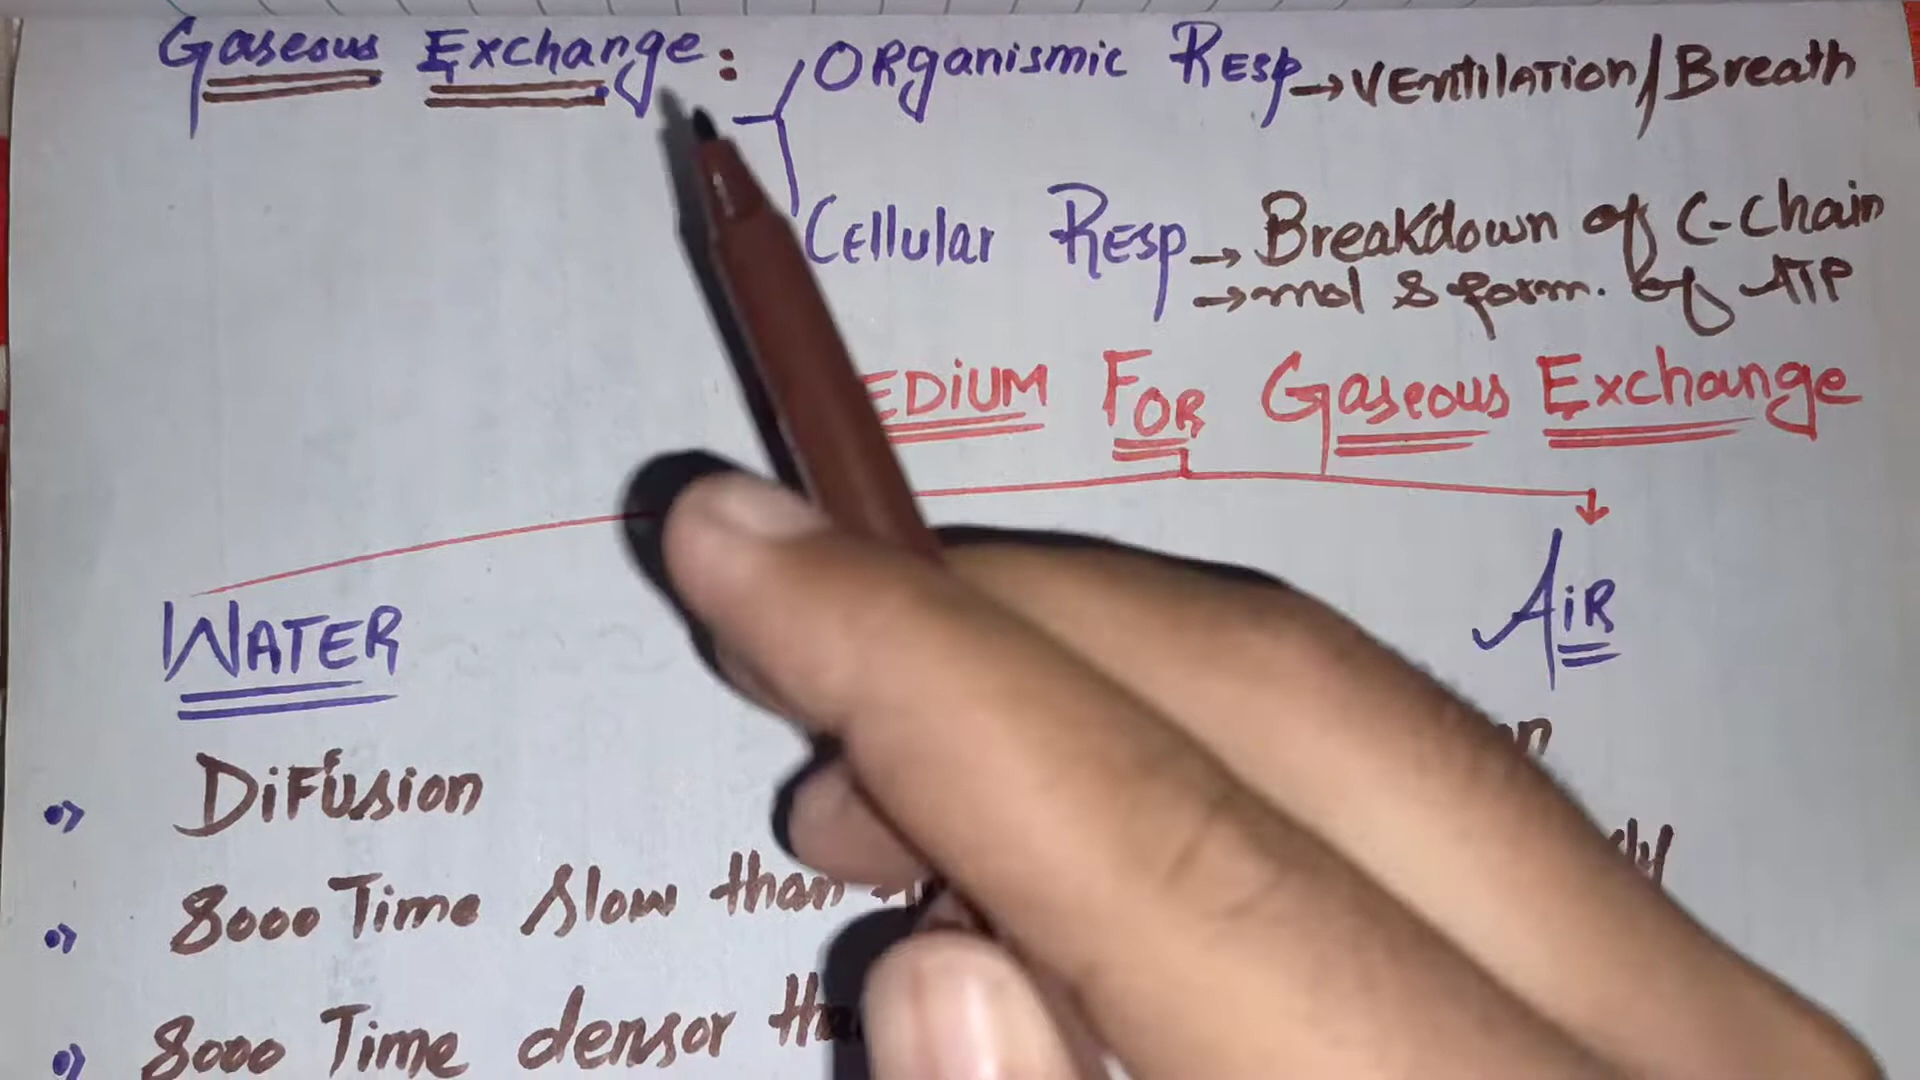 Gaseous Exchange: Organismic Resp → Ventilation/Breath
Cellular Resp → Breakdown of C-Chain
→ mol & form. of ATP
EDiUM FOR Gaseous Exchange
WATER
AiR
DiFusion
8000 Time slow than
8000 Time densor